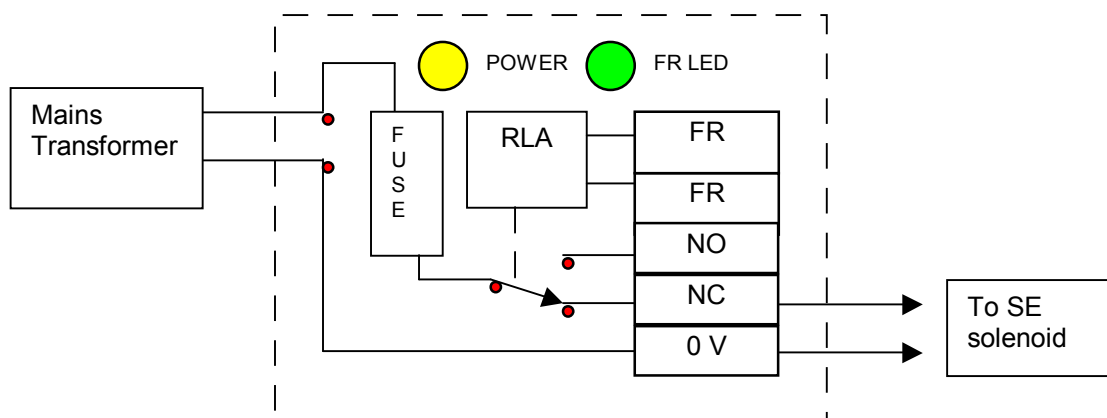 POWER
FR LED
Mains
Transformer
F
U
S
E
RLA
FR
FR
NO
NC
0 V
To SE
solenoid